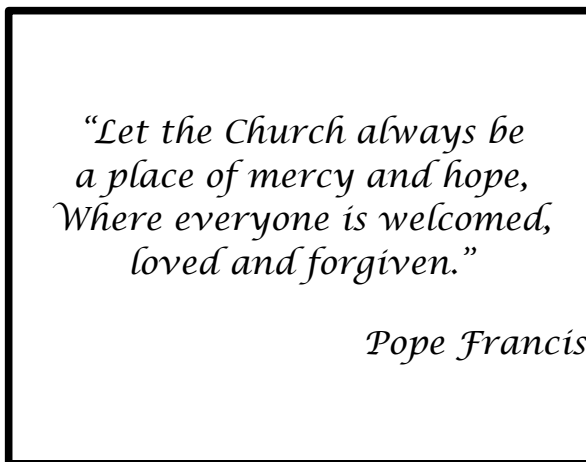 “Let the Church always be
a place of mercy and hope,
Where everyone is welcomed,
loved and forgiven.”
Pope Francis